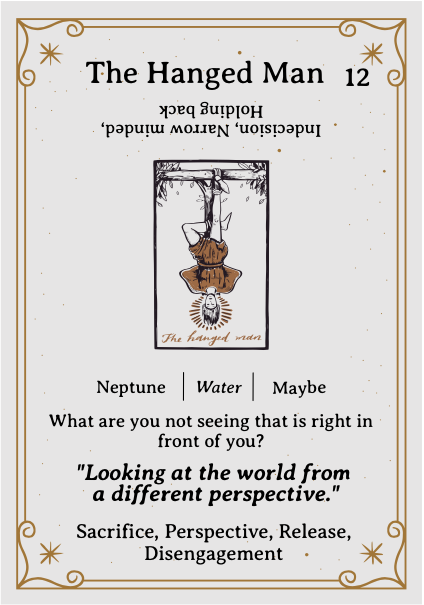 The Hanged Man 12
Indecision, Narrow minded,
Holding back
The hanged man
Neptune | Water | Maybe
What are you not seeing that is right in
front of you?
"Looking at the world from
a different perspective."
Sacrifice, Perspective, Release,
Disengagement